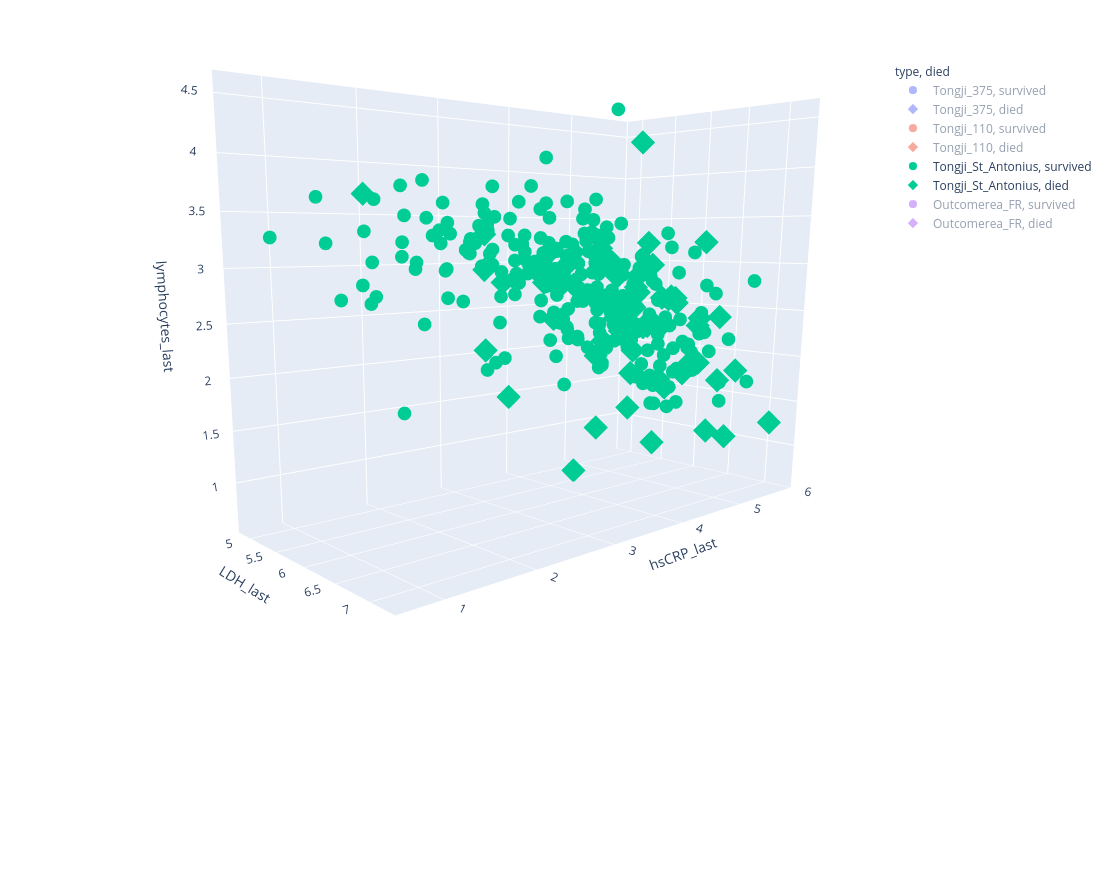 type, died
Tongji_375, survived
Tongji_375, died
Tongji_110, survived
Tongji_110, died
Tongji_St_Antonius, survived
Tongji_St_Antonius, died
Outcomerea_FR, survived
Outcomerea_FR, died
4.5
4
3.5
3
2.5
2
1.5
1
lymphocytes_last
5
5.5
6
6.5
7
LDH_last
1
2
3
4
5
6
hsCRP_last